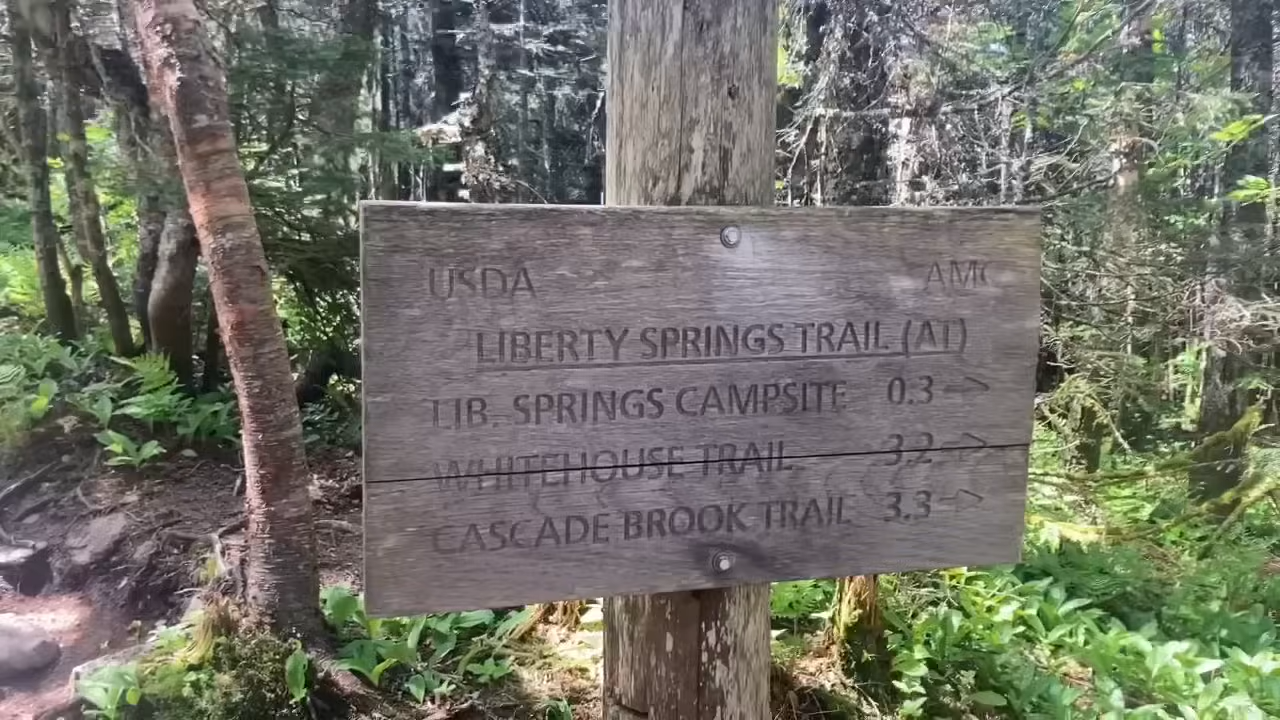 USDA AMC
LIBERTY SPRINGS TRAIL (AT)
LIB. SPRINGS CAMPSITE 0.3 →
WHITEHOUSE TRAIL 3.2 →
CASCADE BROOK TRAIL 3.3 →